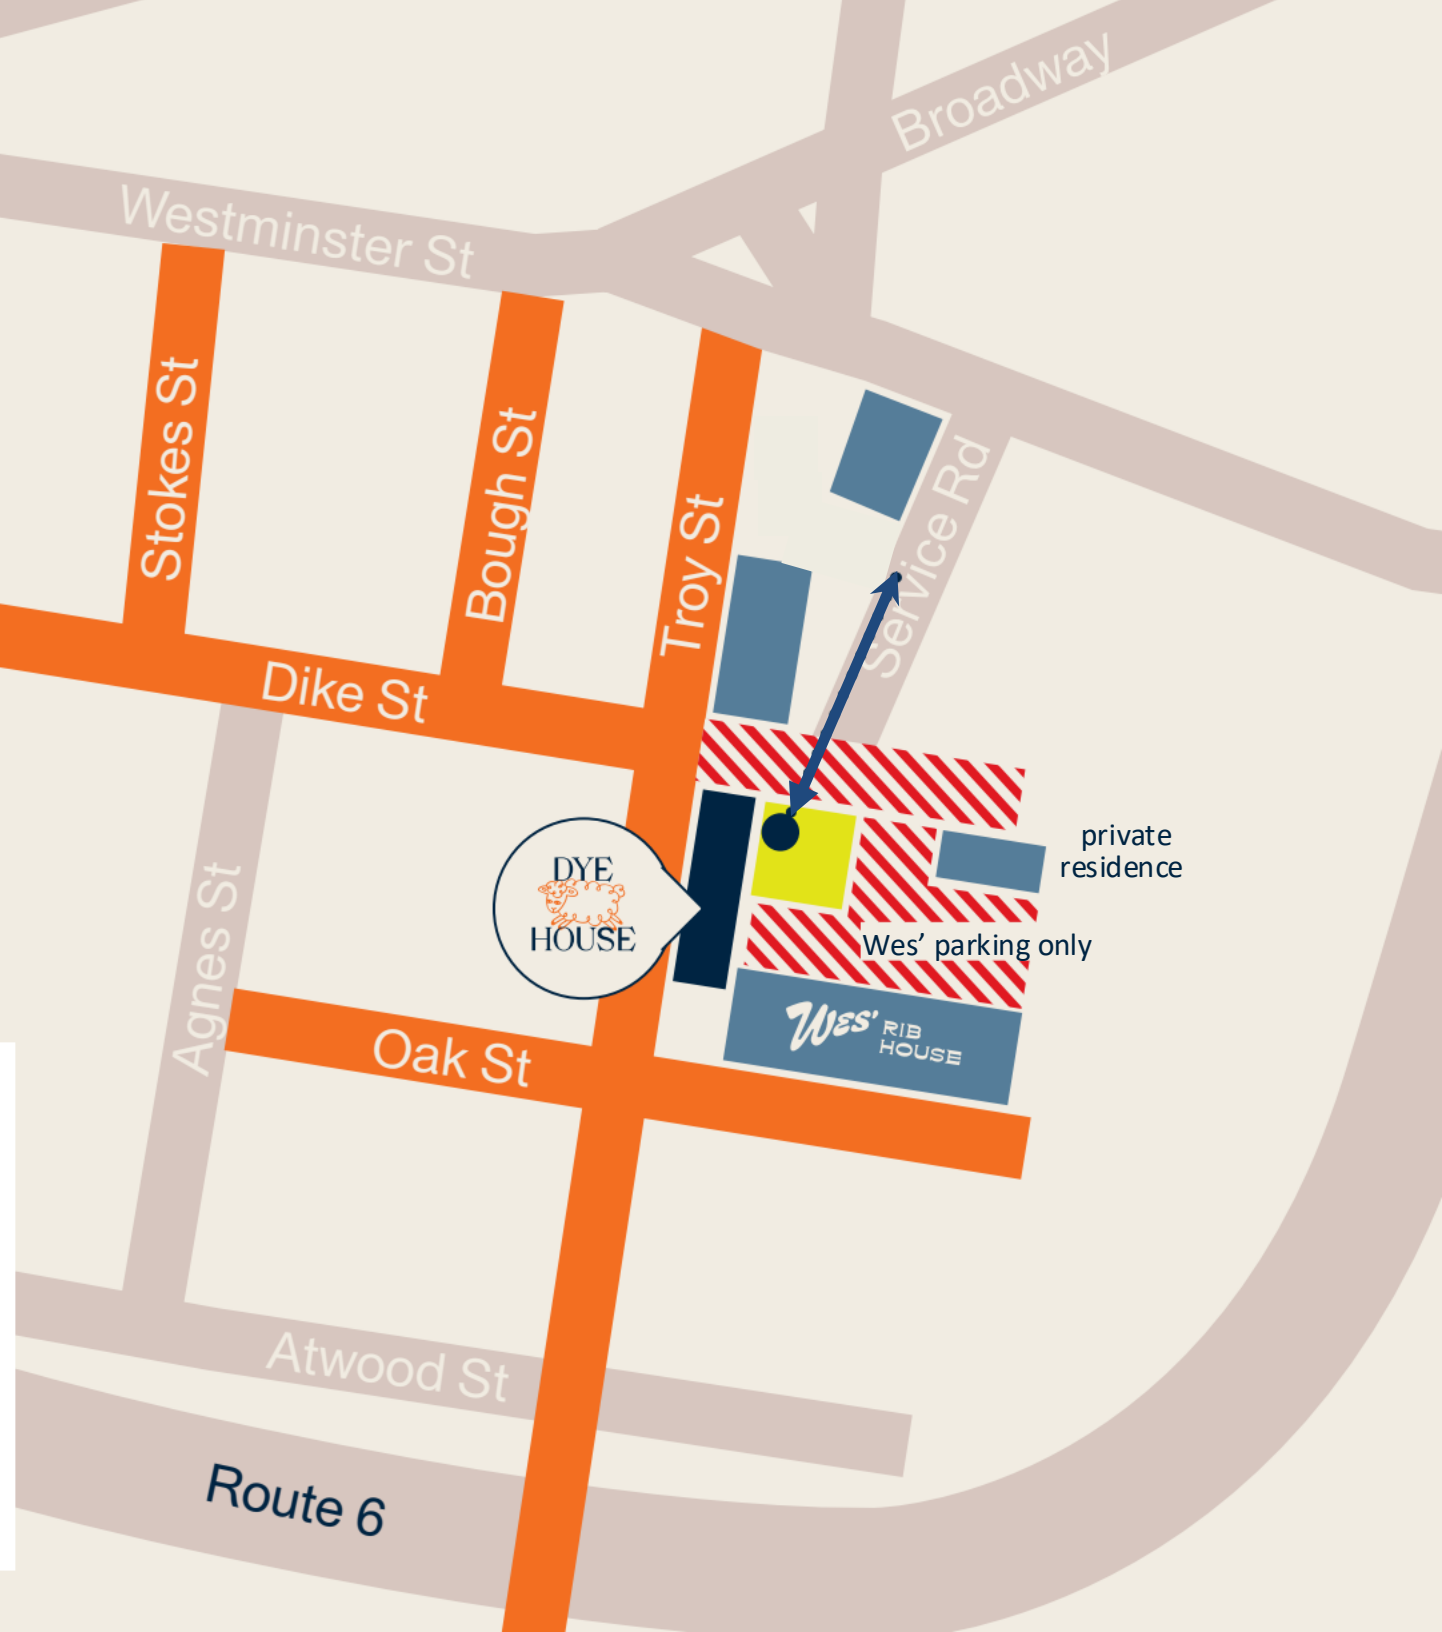 Broadway
Westminster St
Stokes St
Bough St
Troy St
Service Rd
Dike St
private
residence
DYE
HOUSE
Agnes St
Wes’ parking only
WES’ RIB
HOUSE
Oak St
Atwood St
Route 6